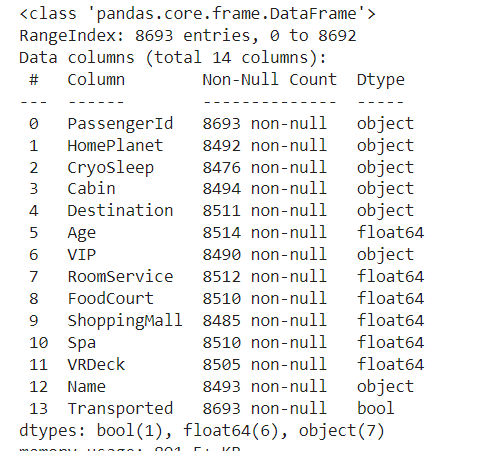 <class 'pandas.core.frame.DataFrame'>
RangeIndex: 8693 entries, 0 to 8692
Data columns (total 14 columns):
 #   Column        Non-Null Count  Dtype
---  ------        --------------  -----
 0   PassengerId   8693 non-null   object
 1   HomePlanet    8492 non-null   object
 2   CryoSleep     8476 non-null   object
 3   Cabin         8494 non-null   object
 4   Destination   8511 non-null   object
 5   Age           8514 non-null   float64
 6   VIP           8490 non-null   object
 7   RoomService   8512 non-null   float64
 8   FoodCourt     8510 non-null   float64
 9   ShoppingMall  8485 non-null   float64
 10  Spa           8510 non-null   float64
 11  VRDeck        8505 non-null   float64
 12  Name          8493 non-null   object
 13  Transported   8693 non-null   bool
dtypes: bool(1), float64(6), object(7)
memory usage: 891.5+ KB